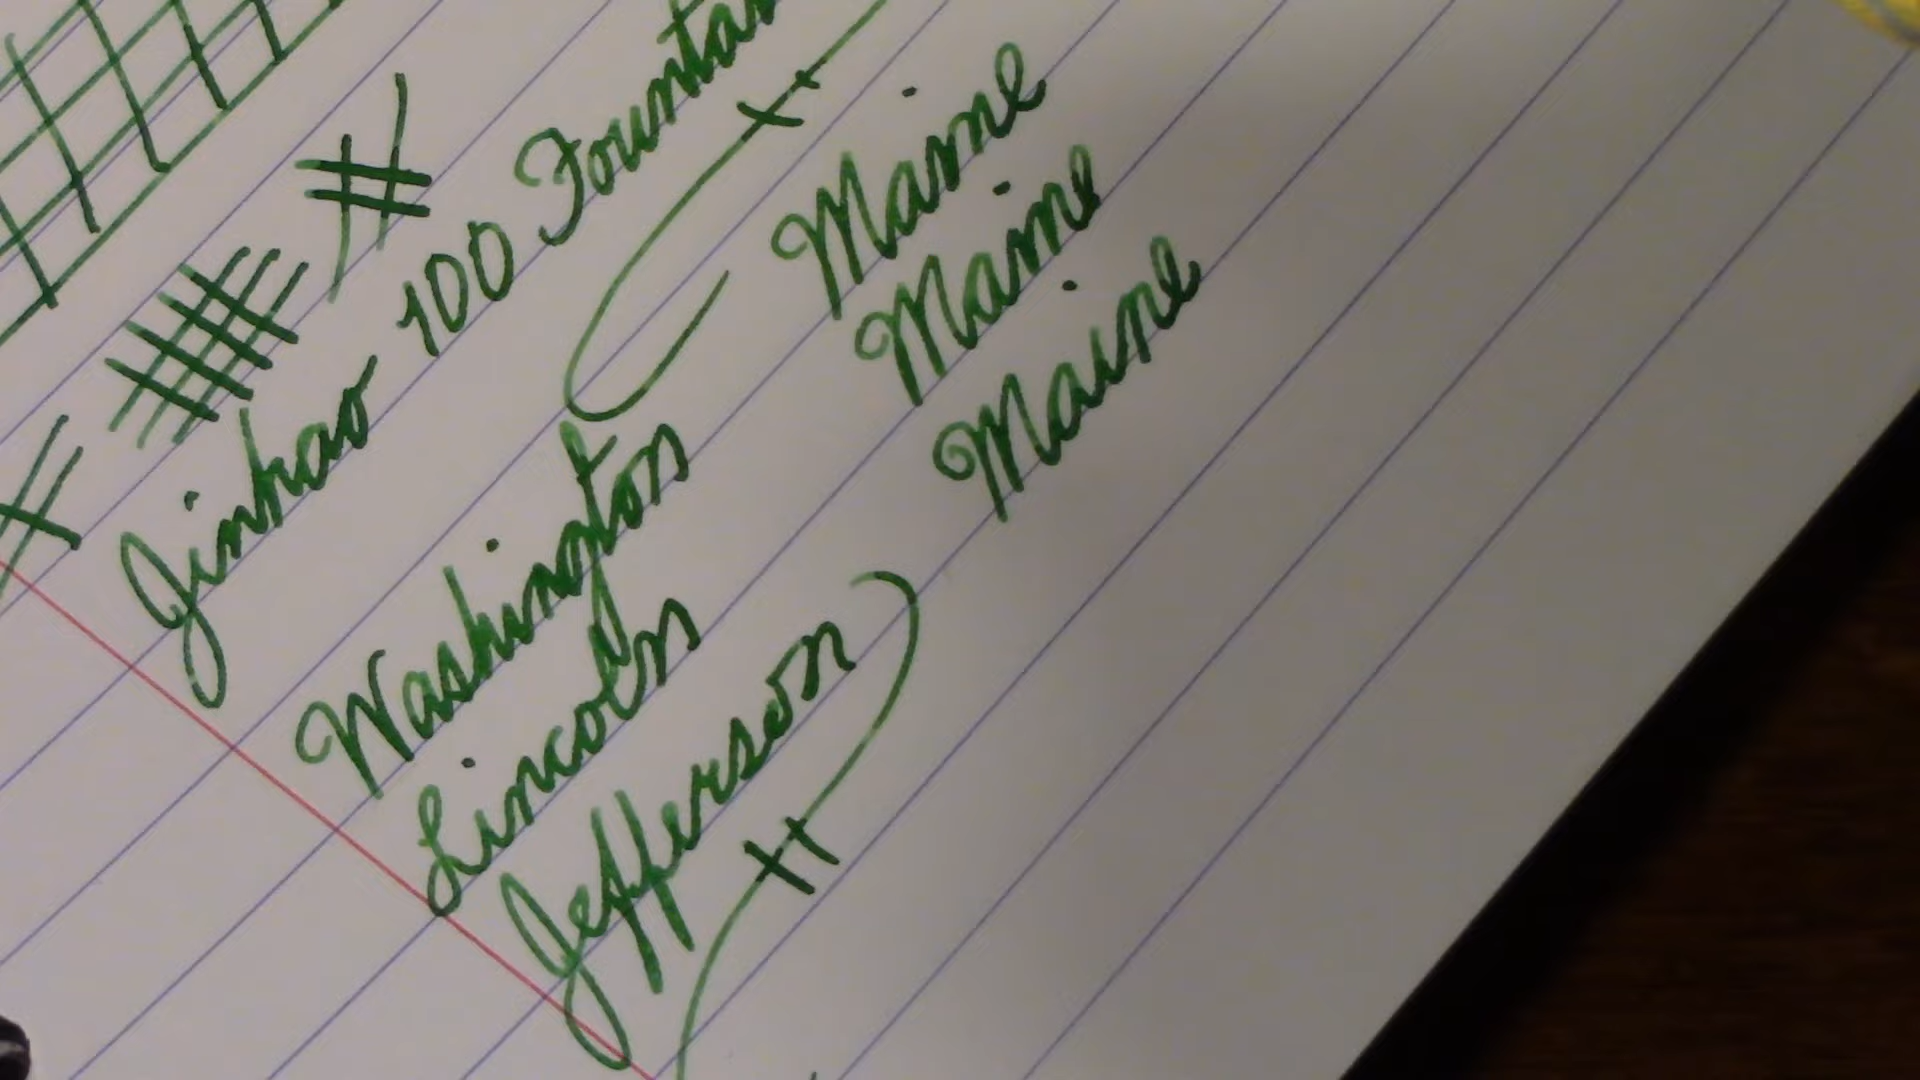 Jinhao 100 Fountain
Washington
Lincoln
Jefferson
Maine
Maine
Maine